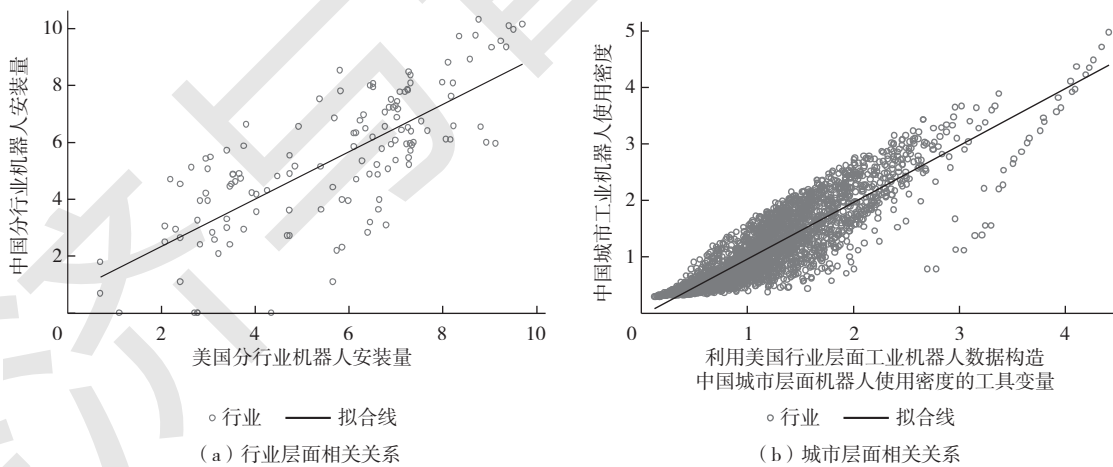 中国分行业机器人安装量
10
8
6
4
2
0
2
4
6
8
10
美国分行业机器人安装量
○ 行业 —— 拟合线
（a）行业层面相关关系
中国城市工业机器人使用密度
5
4
3
2
1
0
1
2
3
4
利用美国行业层面工业机器人数据构造
中国城市层面机器人使用密度的工具变量
○ 行业 —— 拟合线
（b）城市层面相关关系